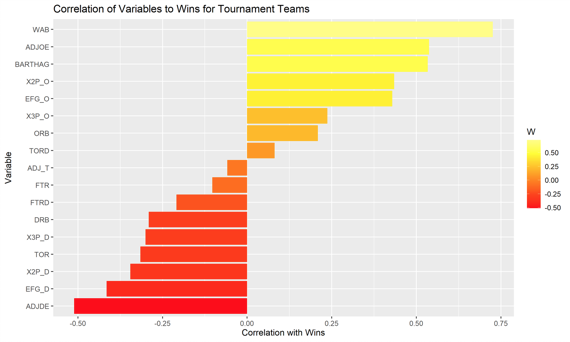 Correlation of Variables to Wins for Tournament Teams
Variable
WAB
ADJOE
BARTHAG
X2P_O
EFG_O
X3P_O
ORB
TORD
ADJ_T
FTR
FTRD
DRB
X3P_D
TOR
X2P_D
EFG_D
ADJDE
-0.50 -0.25 0.00 0.25 0.50 0.75
Correlation with Wins
W
0.50
0.25
0.00
-0.25
-0.50